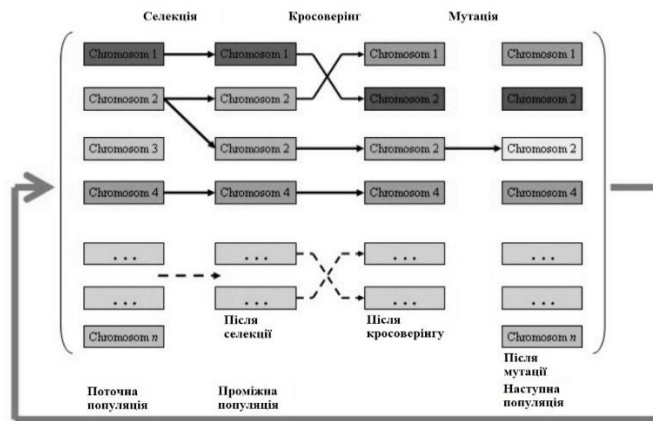 Селекція Кросоверінг Мутація
Chromosom 1 Chromosom 1 Chromosom 1 Chromosom 1
Chromosom 2 Chromosom 2 Chromosom 2 Chromosom 2
Chromosom 3 Chromosom 2 Chromosom 2 Chromosom 2
Chromosom 4 Chromosom 4 Chromosom 4 Chromosom 4
... ... ... ...
... ... ... ...
Chromosom n Після селекції Після кросоверінгу Chromosom n
Після
мутації
Поточна популяція Проміжна популяція Наступна популяція